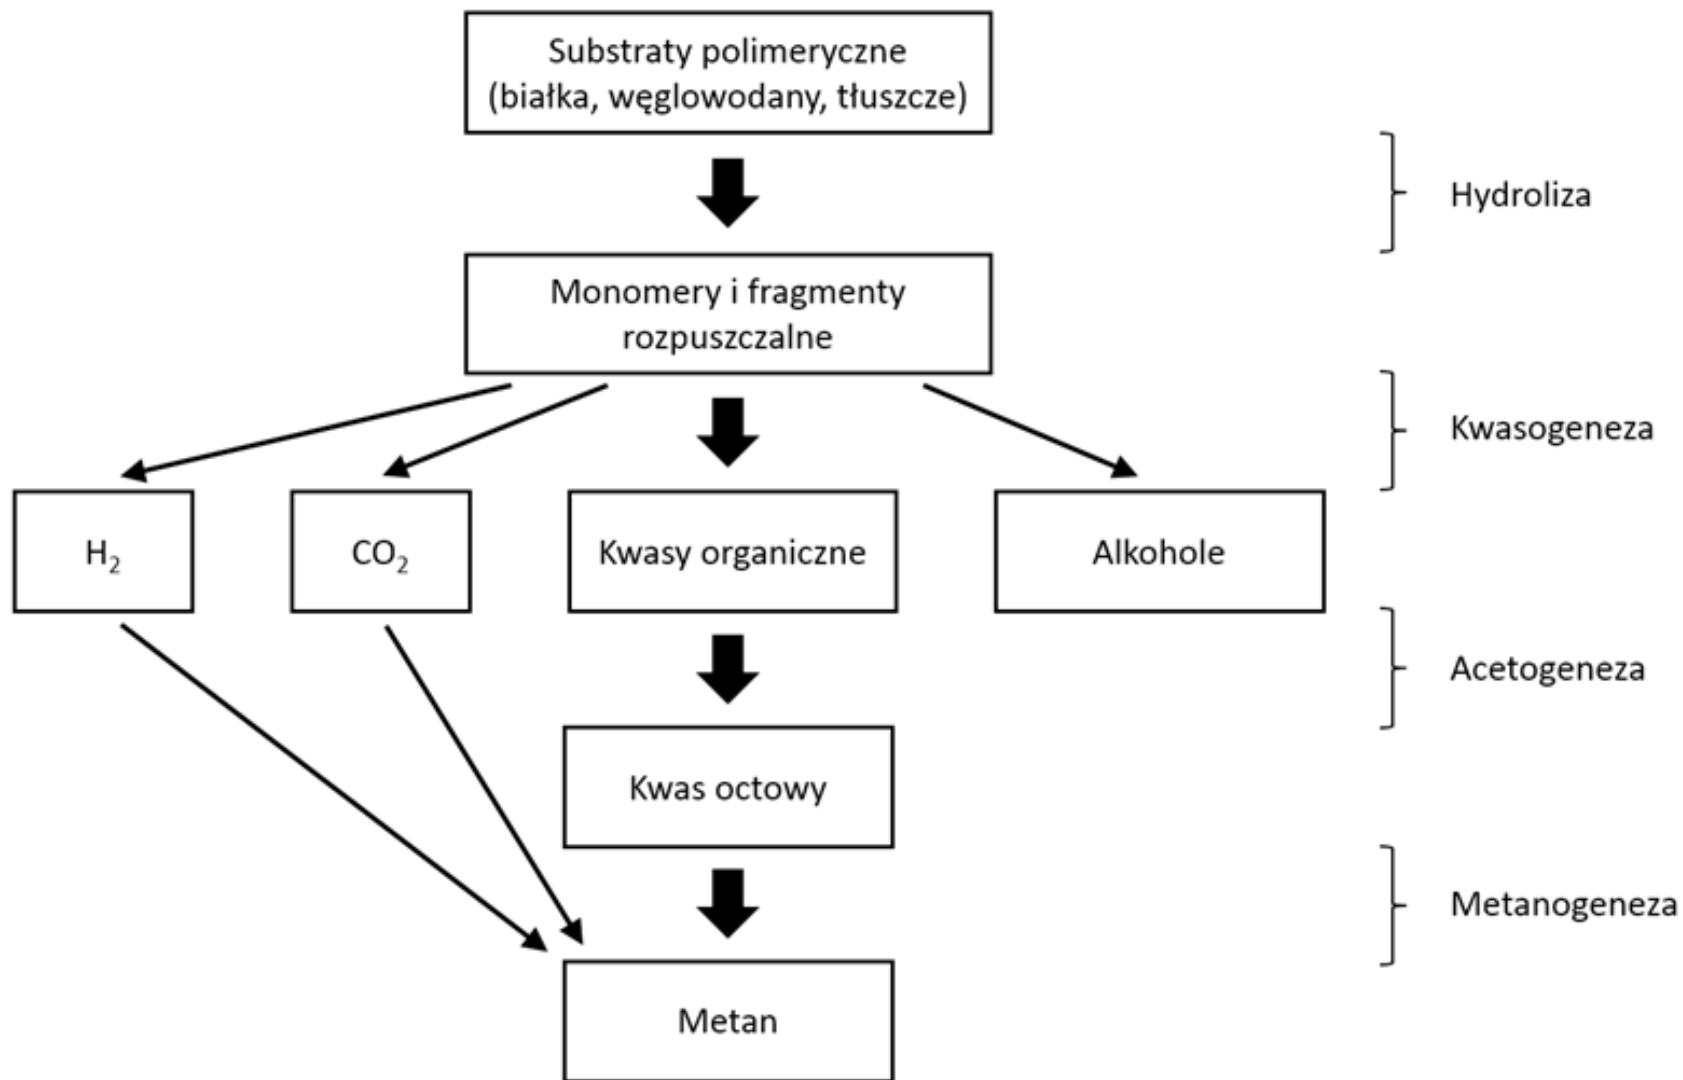 Substraty polimeryczne
(białka, węglowodany, tłuszcze)
Hydroliza
Monomery i fragmenty
rozpuszczalne
Kwasogeneza
H₂
CO₂
Kwasy organiczne
Alkohole
Acetogeneza
Kwas octowy
Metanogeneza
Metan